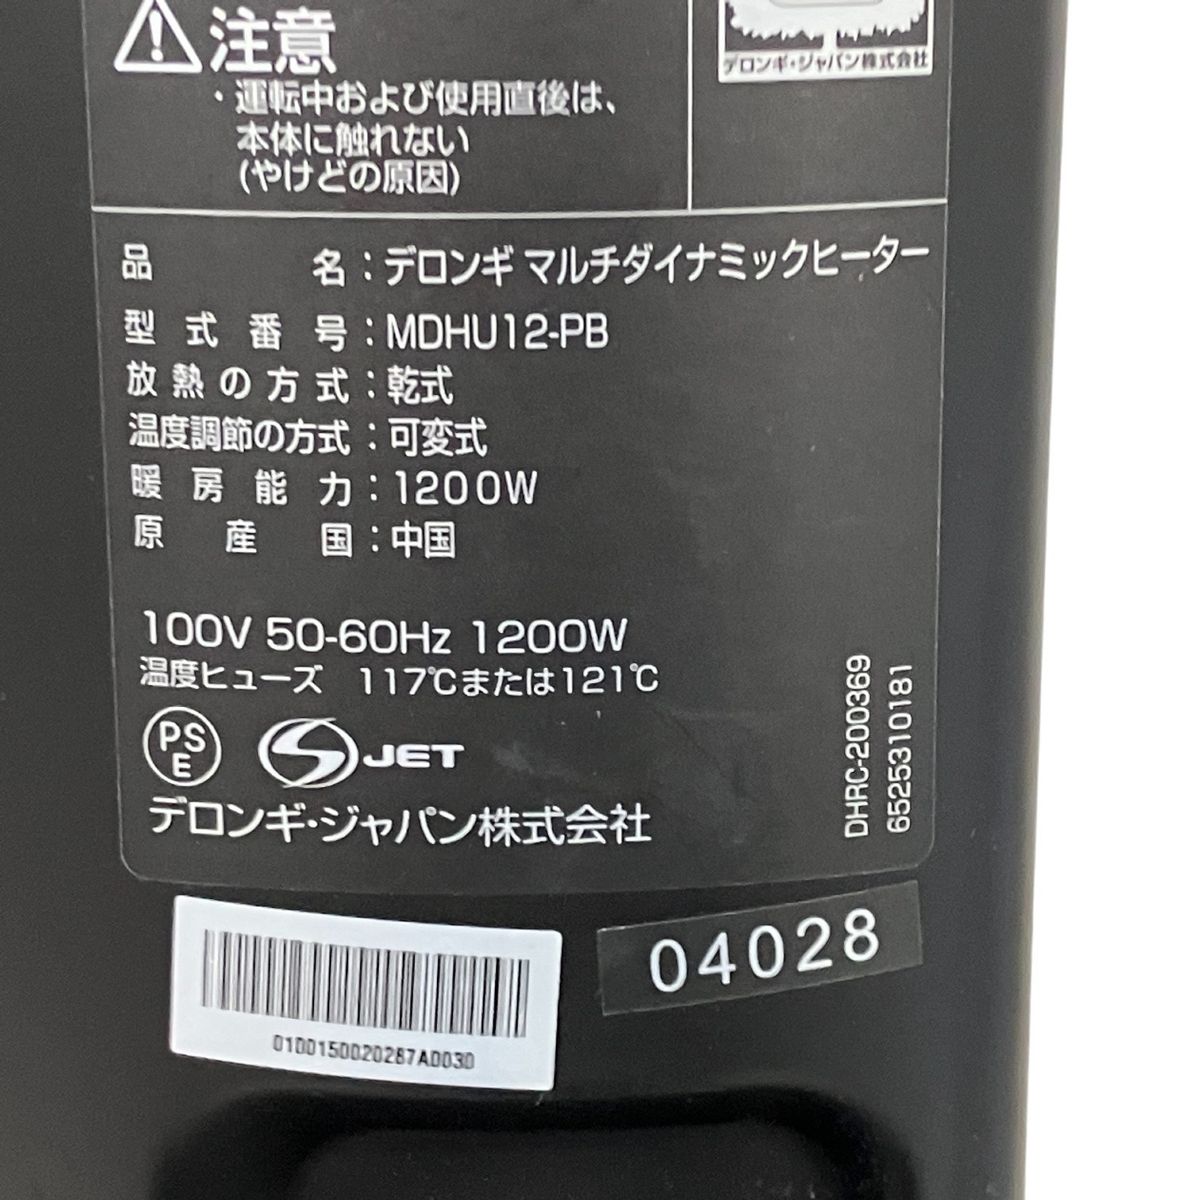 注意
デロンギ・ジャパン株式会社
・運転中および使用直後は、
本体に触れない
(やけどの原因)
品名：デロンギ マルチダイナミックヒーター
型式番号：MDHU12-PB
放熱の方式：乾式
温度調節の方式：可変式
暖房能力：1200W
原産国：中国
100V 50-60Hz 1200W
温度ヒューズ 117℃または121℃
PSE
S JET
デロンギ・ジャパン株式会社
DHRC-200369
6525310181
04028
0100150020287A0030